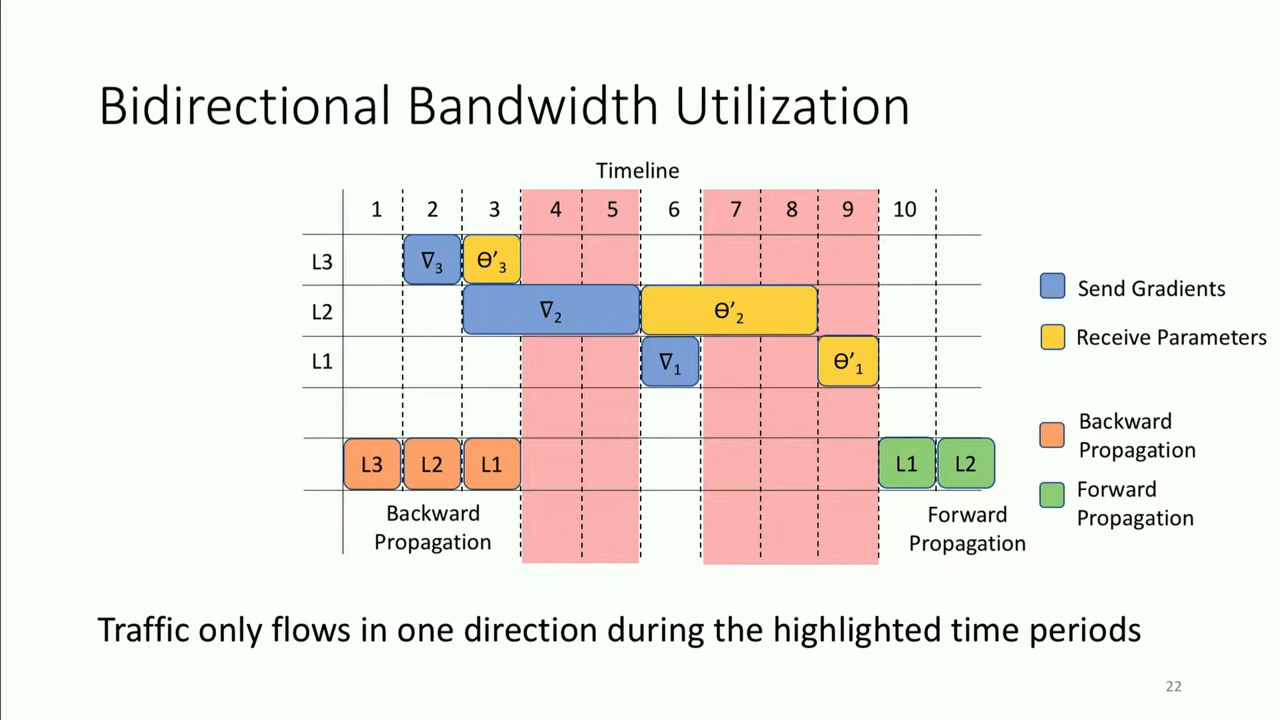 Bidirectional Bandwidth Utilization
Timeline
1 2 3 4 5 6 7 8 9 10
L3 ∇3 Ɵ′3
L2 ∇2 Ɵ′2
L1 ∇1 Ɵ′1
L3 L2 L1 L1 L2
Backward
Propagation
Forward
Propagation
Send Gradients
Receive Parameters
Backward
Propagation
Forward
Propagation
Traffic only flows in one direction during the highlighted time periods
22